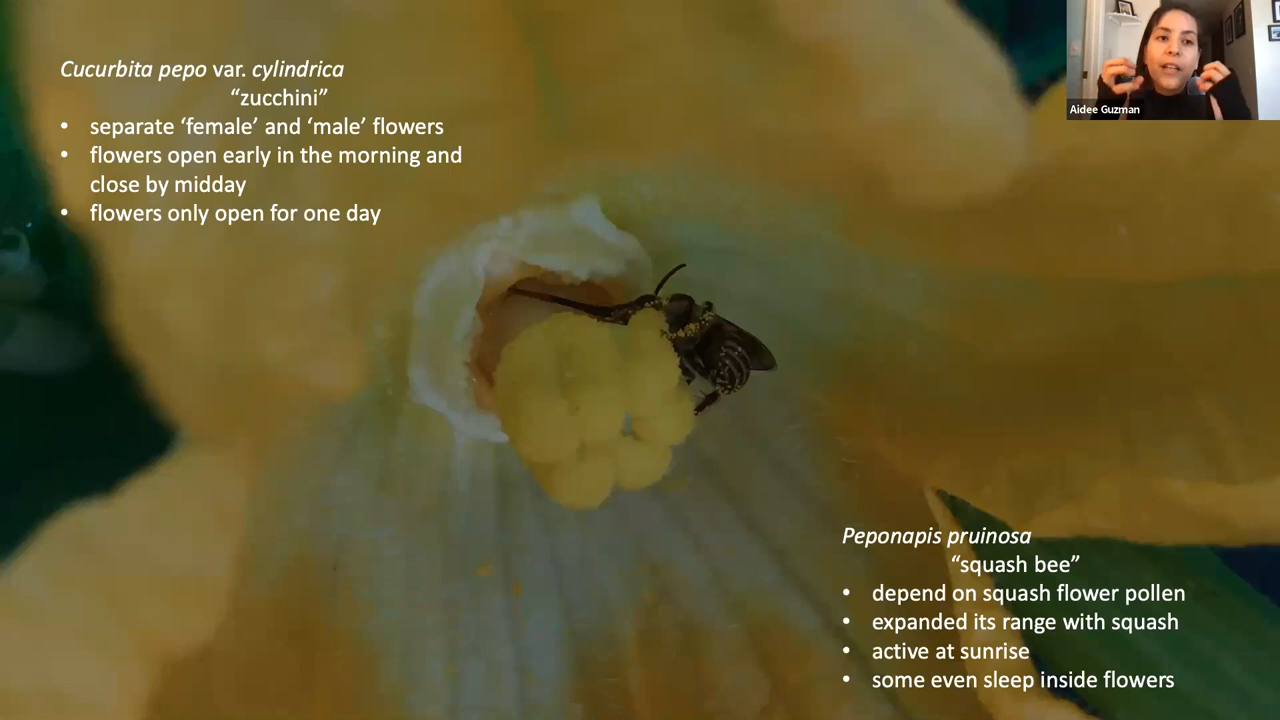 Cucurbita pepo var. cylindrica
“zucchini”
• separate ‘female’ and ‘male’ flowers
• flowers open early in the morning and
close by midday
• flowers only open for one day
Aidee Guzman
Peponapis pruinosa
“squash bee”
• depend on squash flower pollen
• expanded its range with squash
• active at sunrise
• some even sleep inside flowers